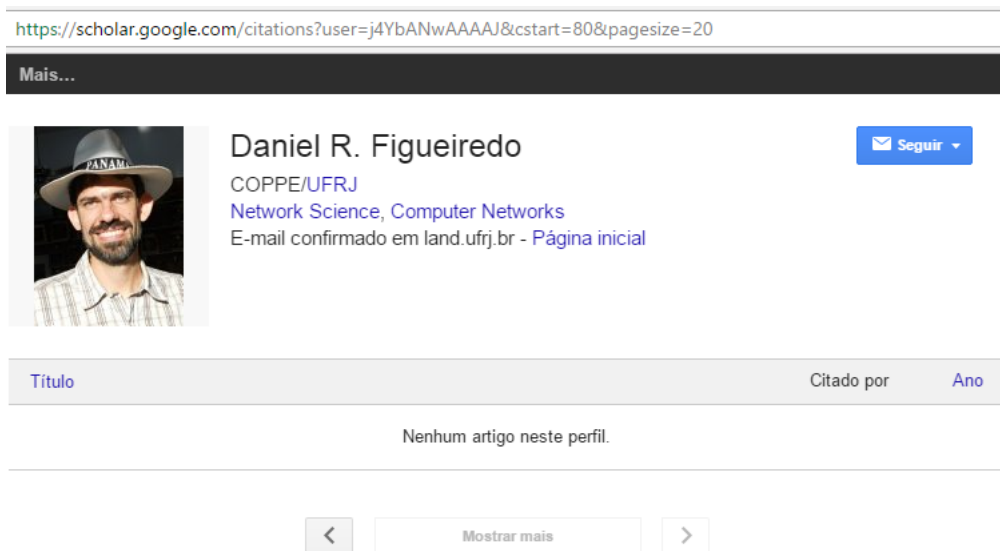 https://scholar.google.com/citations?user=j4YbANwAAAAJ&cstart=80&pagesize=20
Mais...
PANAMA
Daniel R. Figueiredo
Seguir
COPPE/UFRJ
Network Science, Computer Networks
E-mail confirmado em land.ufrj.br - Página inicial
Título Citado por Ano
Nenhum artigo neste perfil.
Mostrar mais